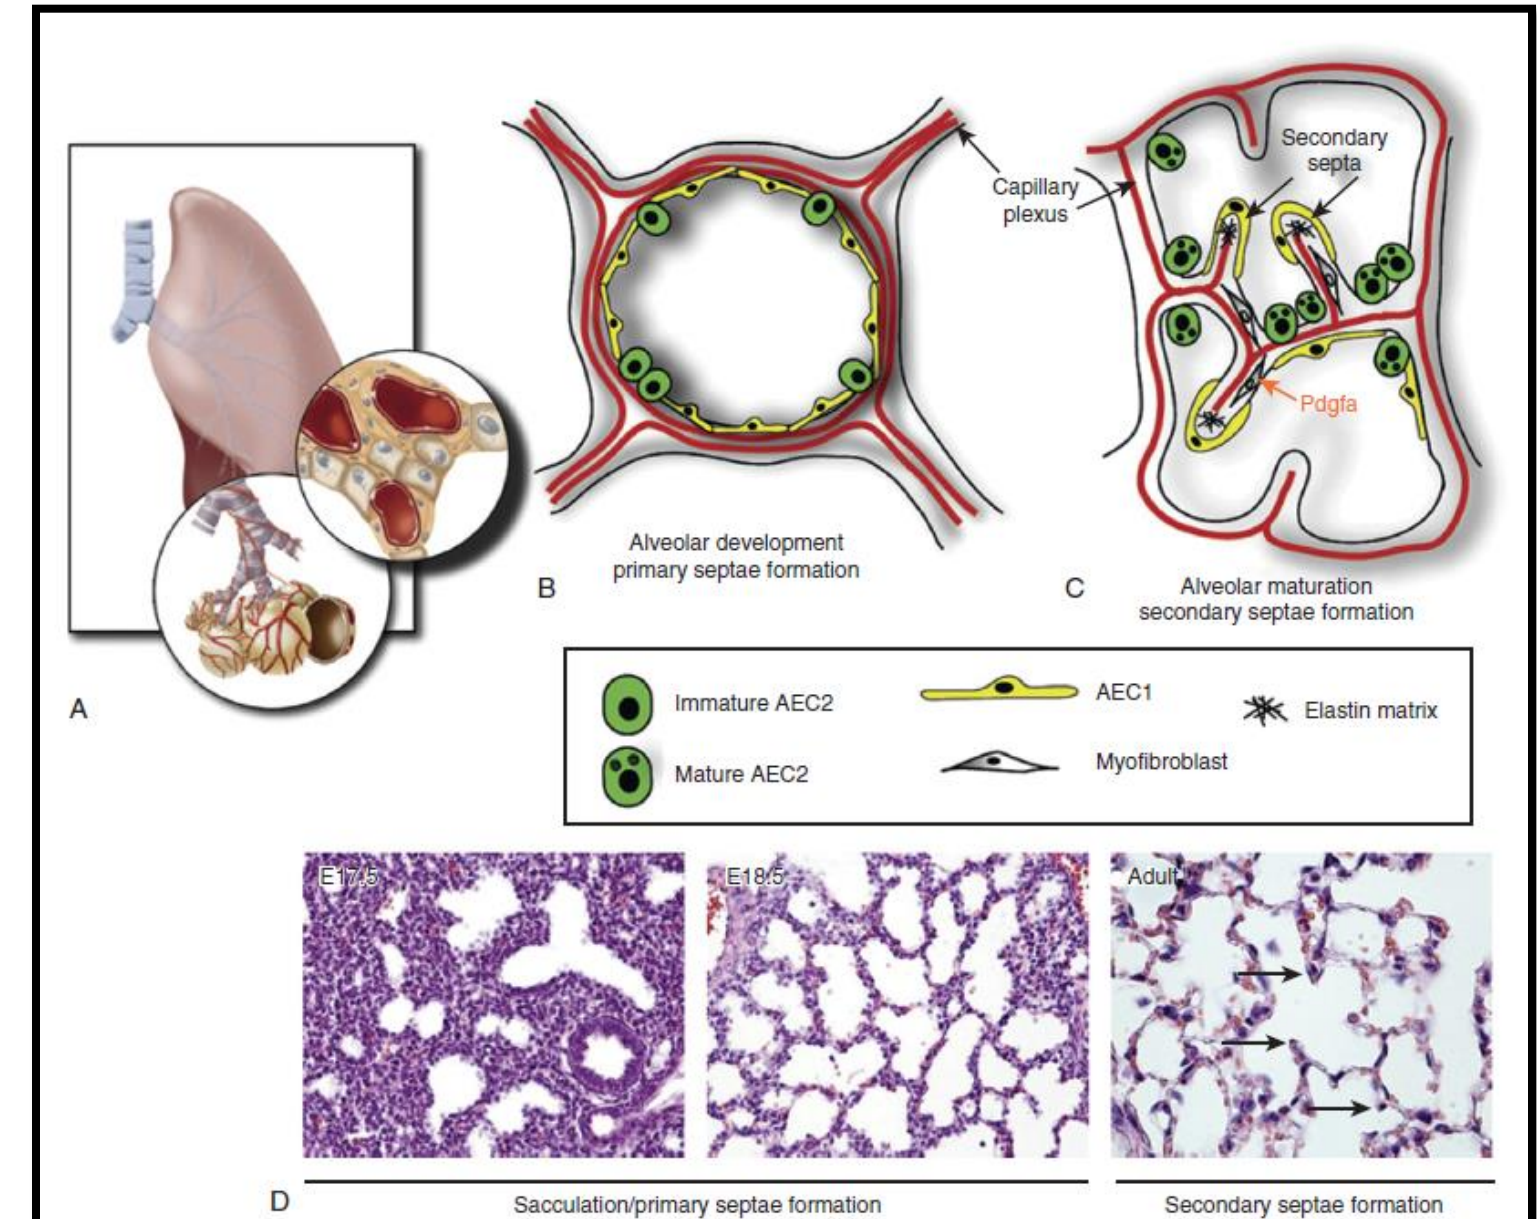 Capillary
plexus
Secondary
septa
Pdgfa
Alveolar development
primary septae formation
B
C
Alveolar maturation
secondary septae formation
A
Immature AEC2
Mature AEC2
AEC1
Myofibroblast
Elastin matrix
E17.5
E18.5
Adult
D
Sacculation/primary septae formation
Secondary septae formation